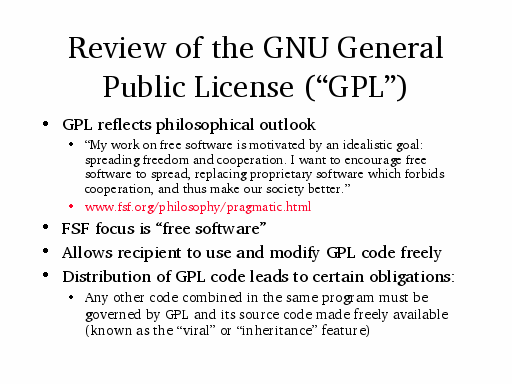 Review of the GNU General
Public License (“GPL”)
• GPL reflects philosophical outlook
• “My work on free software is motivated by an idealistic goal:
spreading freedom and cooperation. I want to encourage free
software to spread, replacing proprietary software which forbids
cooperation, and thus make our society better.”
• www.fsf.org/philosophy/pragmatic.html
• FSF focus is “free software”
• Allows recipient to use and modify GPL code freely
• Distribution of GPL code leads to certain obligations:
• Any other code combined in the same program must be
governed by GPL and its source code made freely available
(known as the “viral” or “inheritance” feature)